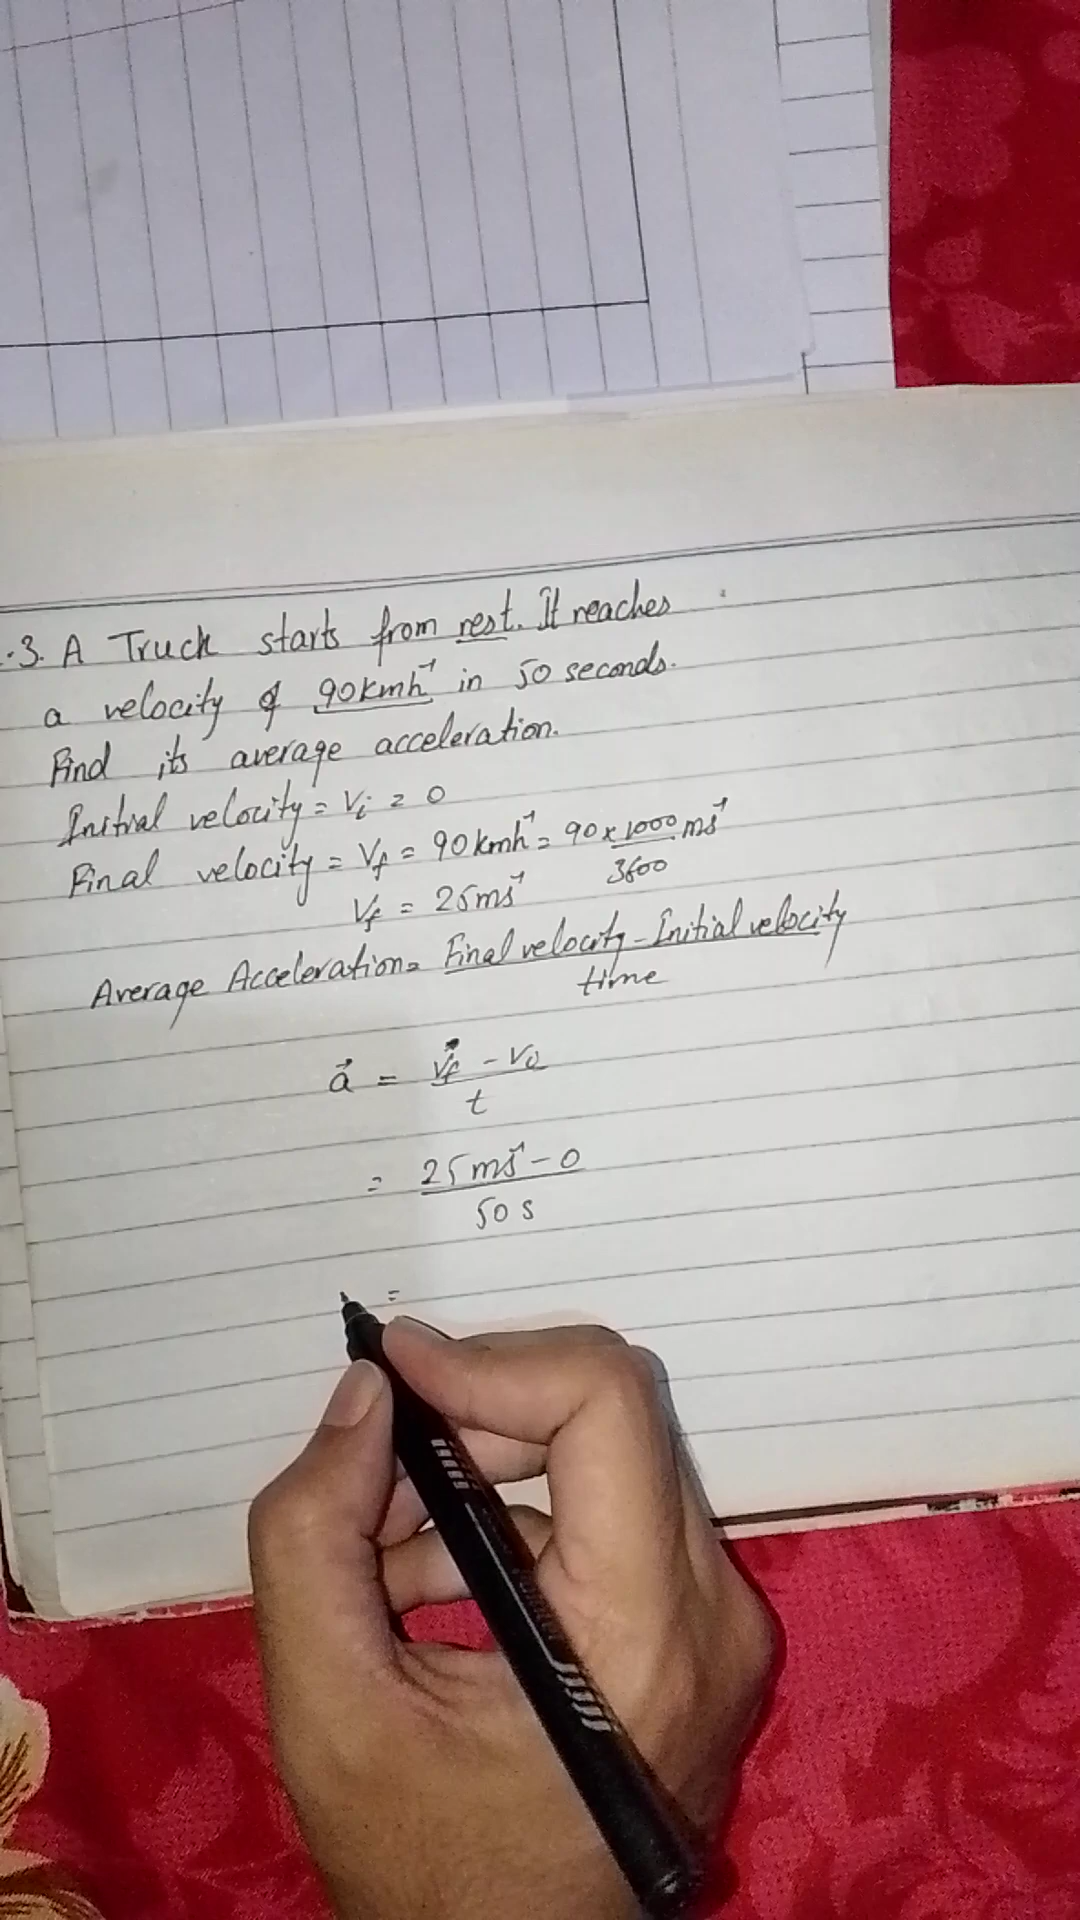 .3. A Truck starts from rest. It reaches
a velocity of 90kmh⁻¹ in 50 seconds.
Find its average acceleration.
Initial velocity = Vi = 0
Final velocity = Vf = 90kmh⁻¹ = 90 x 1000 ms⁻¹
3600
Vf = 25ms⁻¹
Average Acceleration = Final velocity - Initial velocity
time
a⃗ = Vf - Vi
t
= 25ms⁻¹ - 0
50 s
=